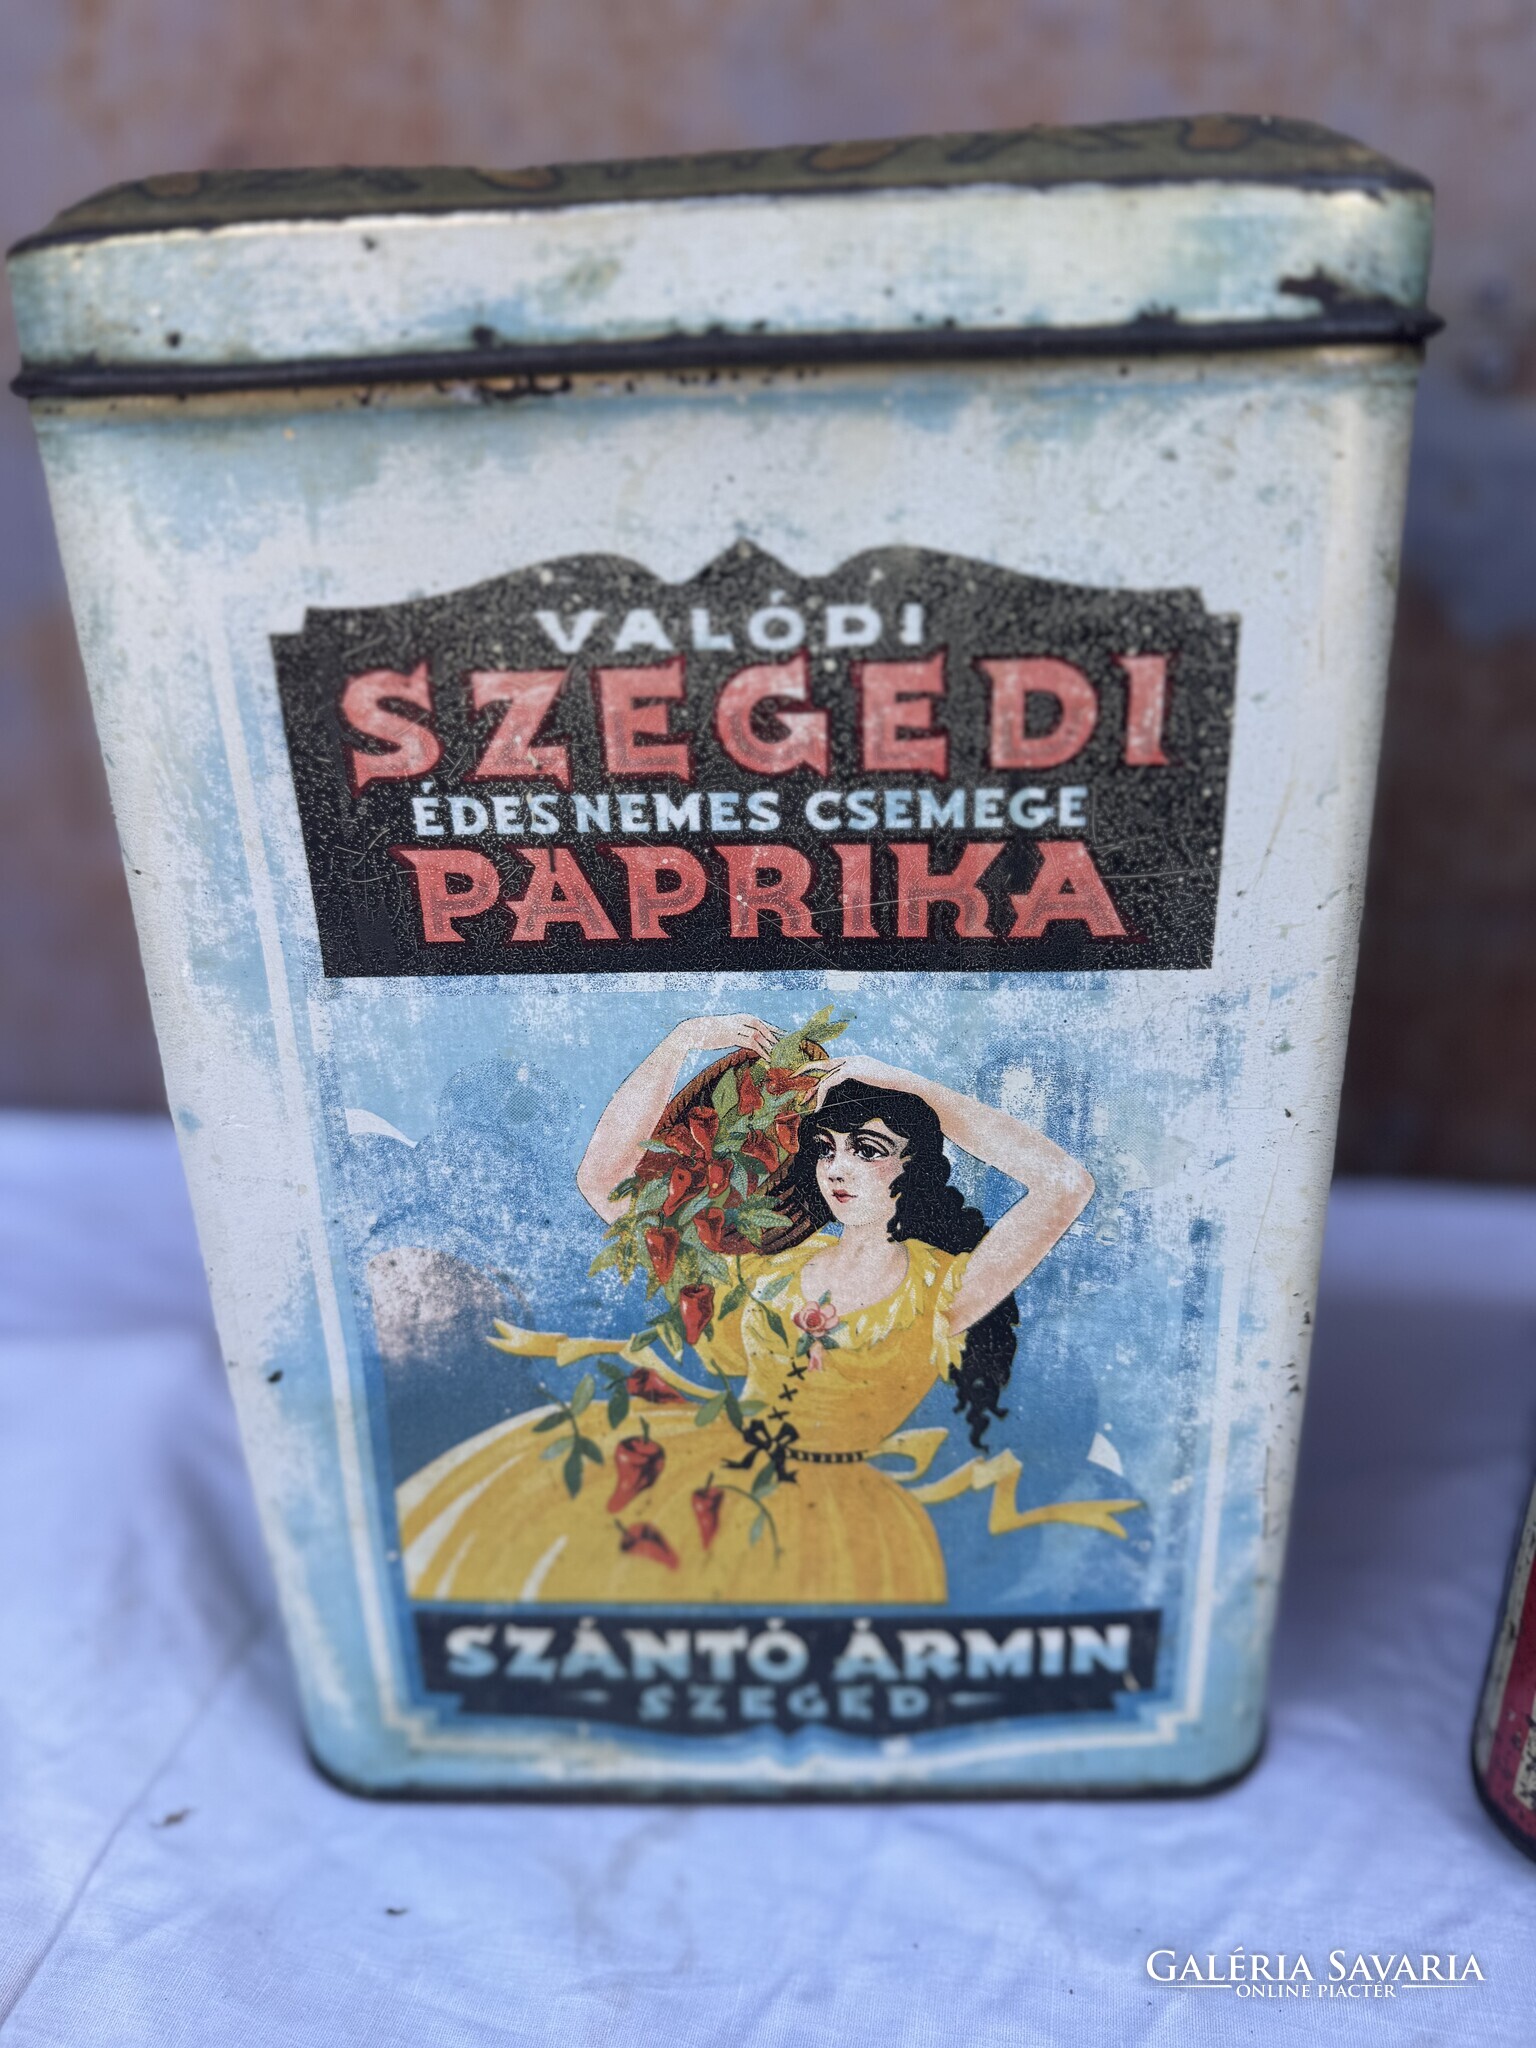 VALÓDI
SZEGEDI
ÉDESNEMES CSEMEGE
PAPRIKA
SZÁNTÓ ÁRMIN
- SZEGED -
GALÉRIA SAVARIA
ONLINE PIACTÉR